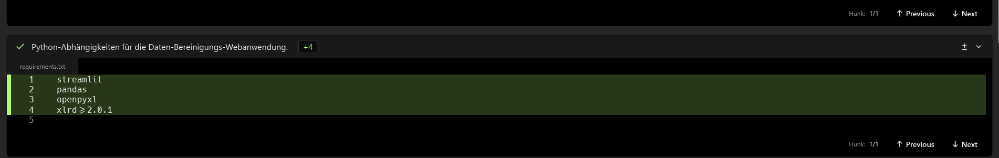 Hunk: 1/1 ↑ Previous ↓ Next
Python-Abhängigkeiten für die Daten-Bereinigungs-Webanwendung. +4
requirements.txt
1 streamlit
2 pandas
3 openpyxl
4 xlrd>=2.0.1
5
Hunk: 1/1 ↑ Previous ↓ Next